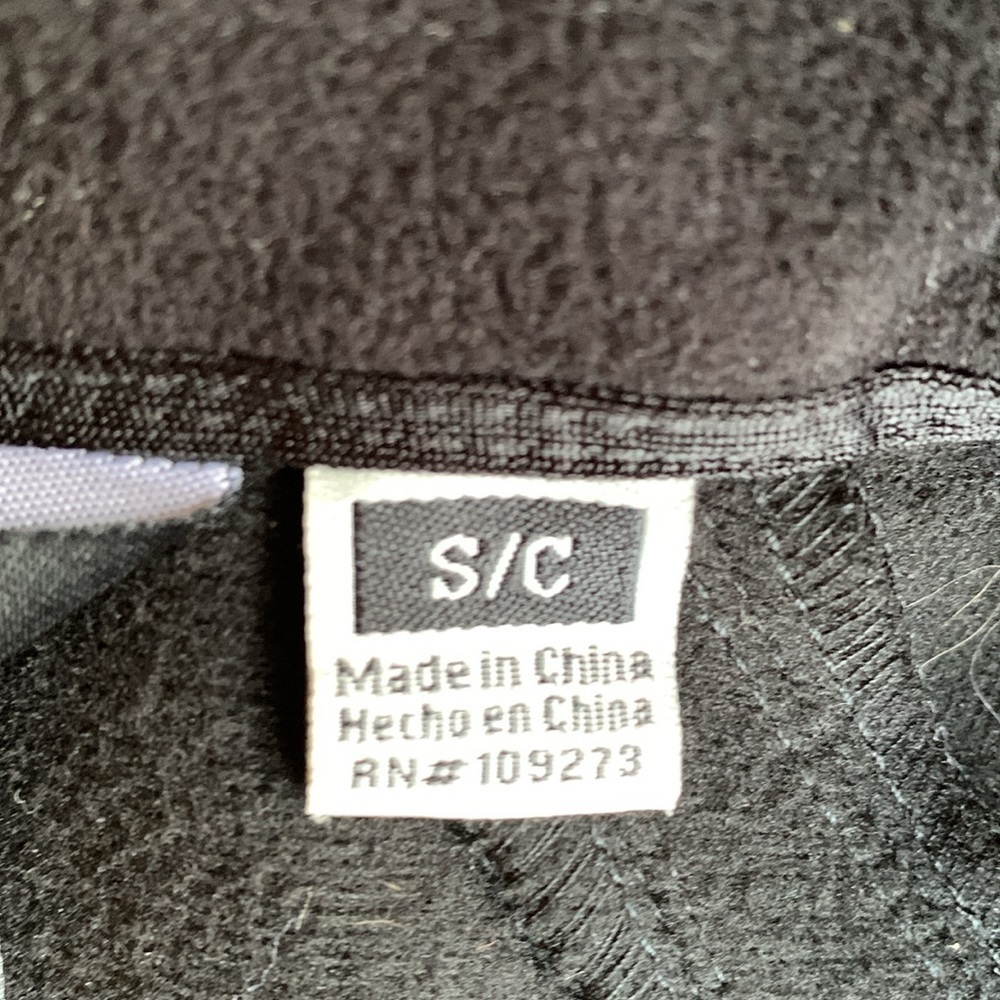 S/C
Made in China
Hecho en China
RN# 109273